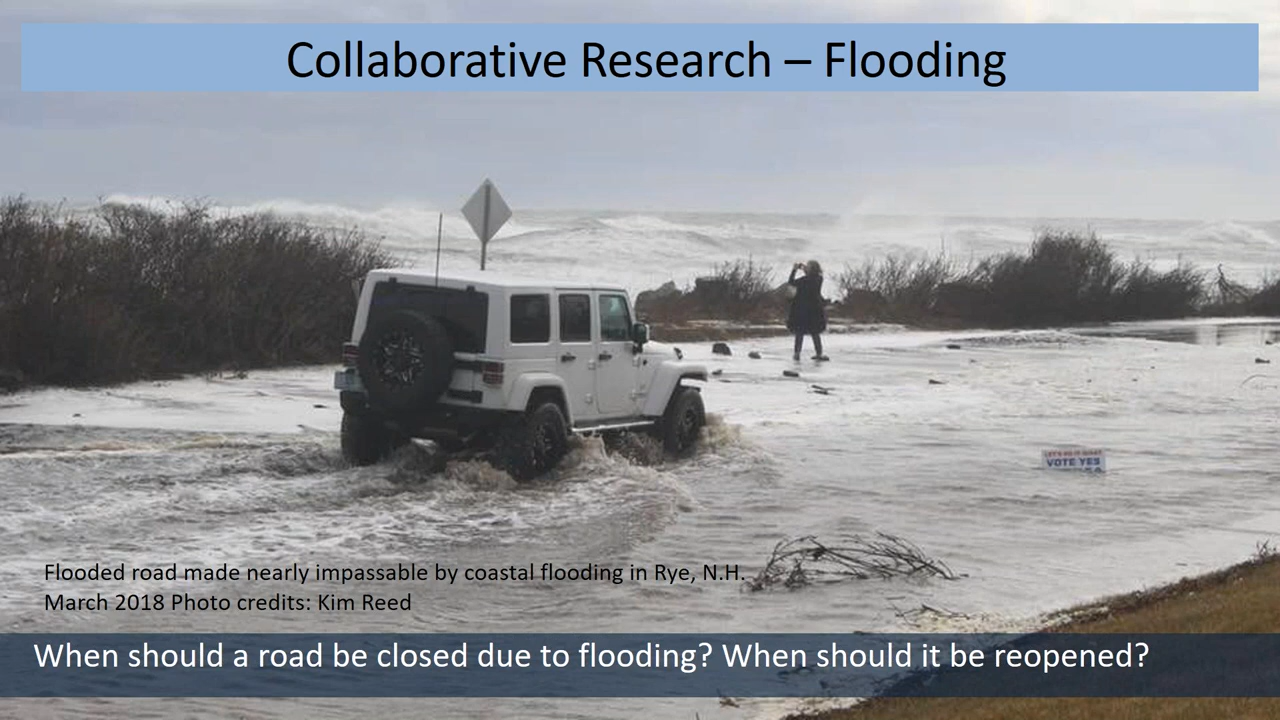 Collaborative Research – Flooding
VOTE YES
Flooded road made nearly impassable by coastal flooding in Rye, N.H.
March 2018 Photo credits: Kim Reed
When should a road be closed due to flooding? When should it be reopened?